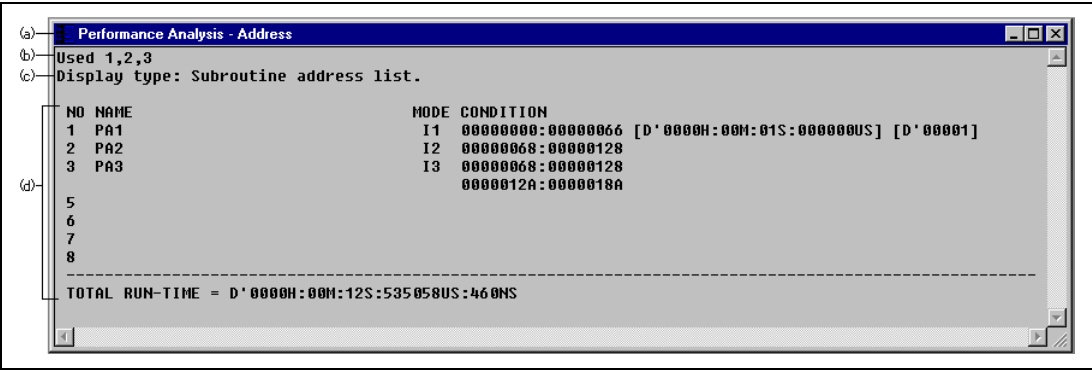 (a) Performance Analysis - Address
(b) Used 1,2,3
(c) Display type: Subroutine address list.
NO NAME MODE CONDITION
1 PA1 I1 00000000:00000066 [D'0000H:00M:01S:000000US] [D'00001]
2 PA2 I2 00000068:00000128
3 PA3 I3 00000068:00000128
(d) 0000012A:0000018A
5
6
7
8
TOTAL RUN-TIME = D'0000H:00M:12S:535058US:460NS